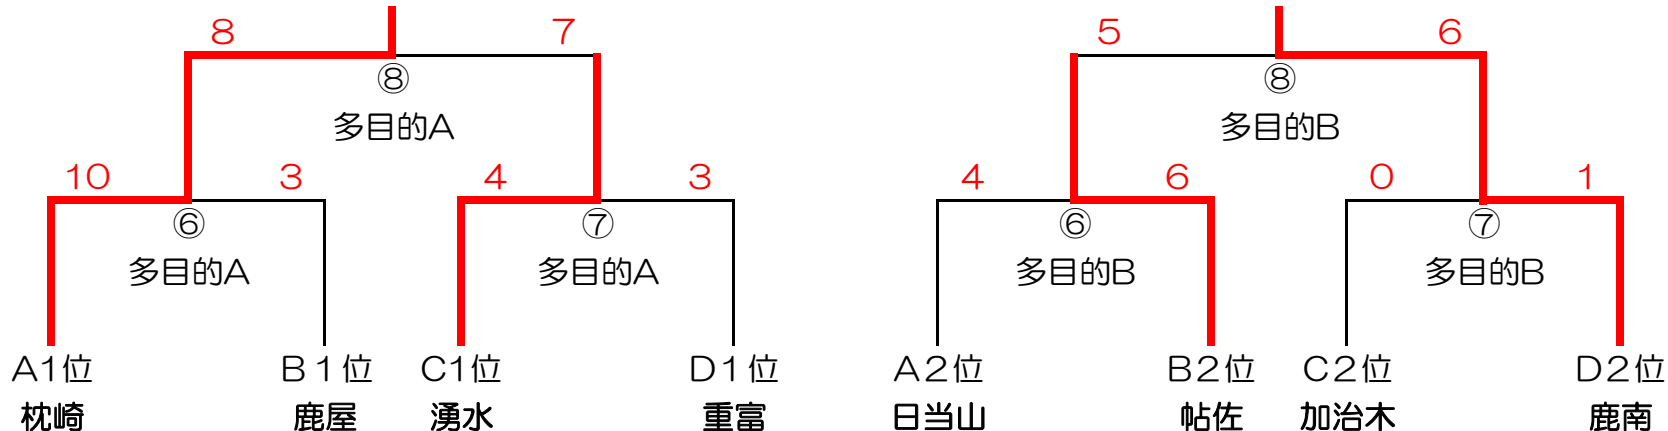 8 7 5 6
⑧ ⑧
多目的A 多目的B
10 3 4 3 4 6 0 1
⑥ ⑦ ⑥ ⑦
多目的A 多目的A 多目的B 多目的B
A1位 B1位 C1位 D1位 A2位 B2位 C2位 D2位
枕崎 鹿屋 湧水 重富 日当山 帖佐 加治木 鹿南